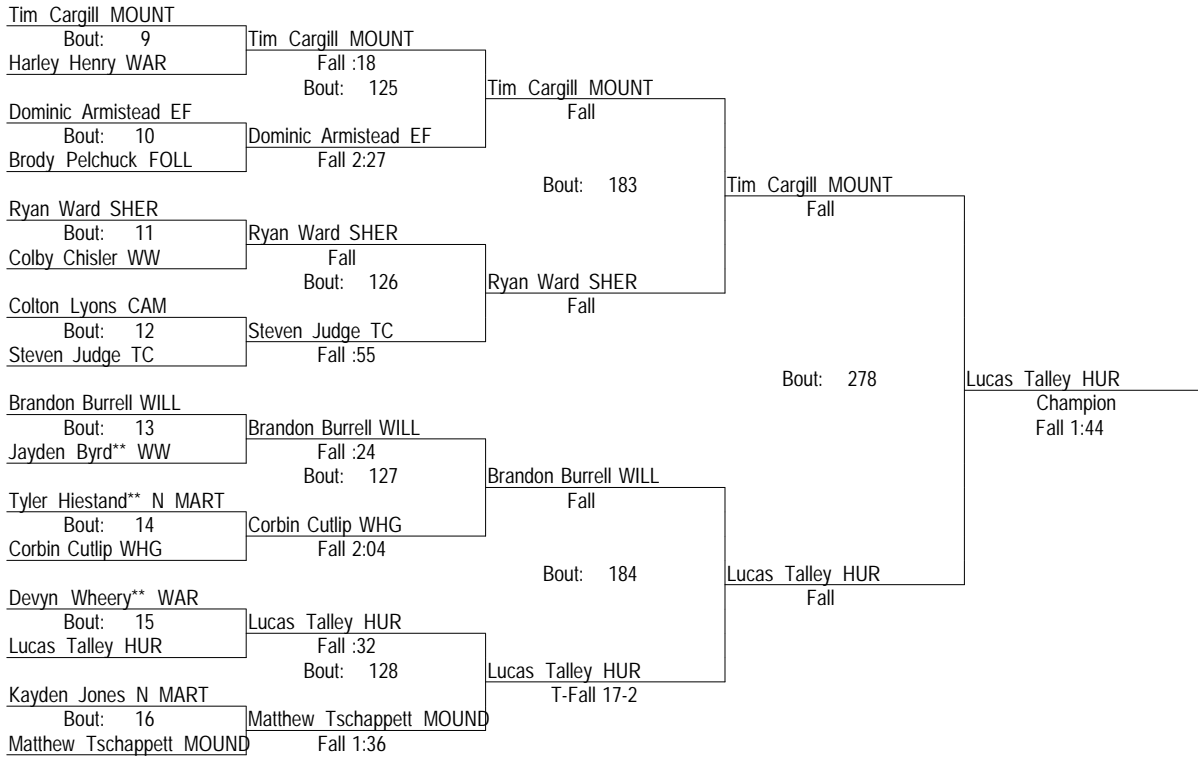 Tim Cargill MOUNT
Bout: 9
Harley Henry WAR
Dominic Armistead EF
Bout: 10
Brody Pelchuck FOLL
Ryan Ward SHER
Bout: 11
Colby Chisler WW
Colton Lyons CAM
Bout: 12
Steven Judge TC
Brandon Burrell WILL
Bout: 13
Jayden Byrd** WW
Tyler Hiestand** N MART
Bout: 14
Corbin Cutlip WHG
Devyn Wheery** WAR
Bout: 15
Lucas Talley HUR
Kayden Jones N MART
Bout: 16
Matthew Tschappett MOUND
Tim Cargill MOUNT
Fall :18
Bout: 125
Dominic Armistead EF
Fall 2:27
Ryan Ward SHER
Fall
Bout: 126
Steven Judge TC
Fall :55
Brandon Burrell WILL
Fall :24
Bout: 127
Corbin Cutlip WHG
Fall 2:04
Lucas Talley HUR
Fall :32
Bout: 128
Matthew Tschappett MOUND
Fall 1:36
Tim Cargill MOUNT
Fall
Bout: 183
Ryan Ward SHER
Fall
Brandon Burrell WILL
Fall
Bout: 184
Lucas Talley HUR
T-Fall 17-2
Tim Cargill MOUNT
Fall
Bout: 278
Lucas Talley HUR
Fall
Lucas Talley HUR
Champion
Fall 1:44